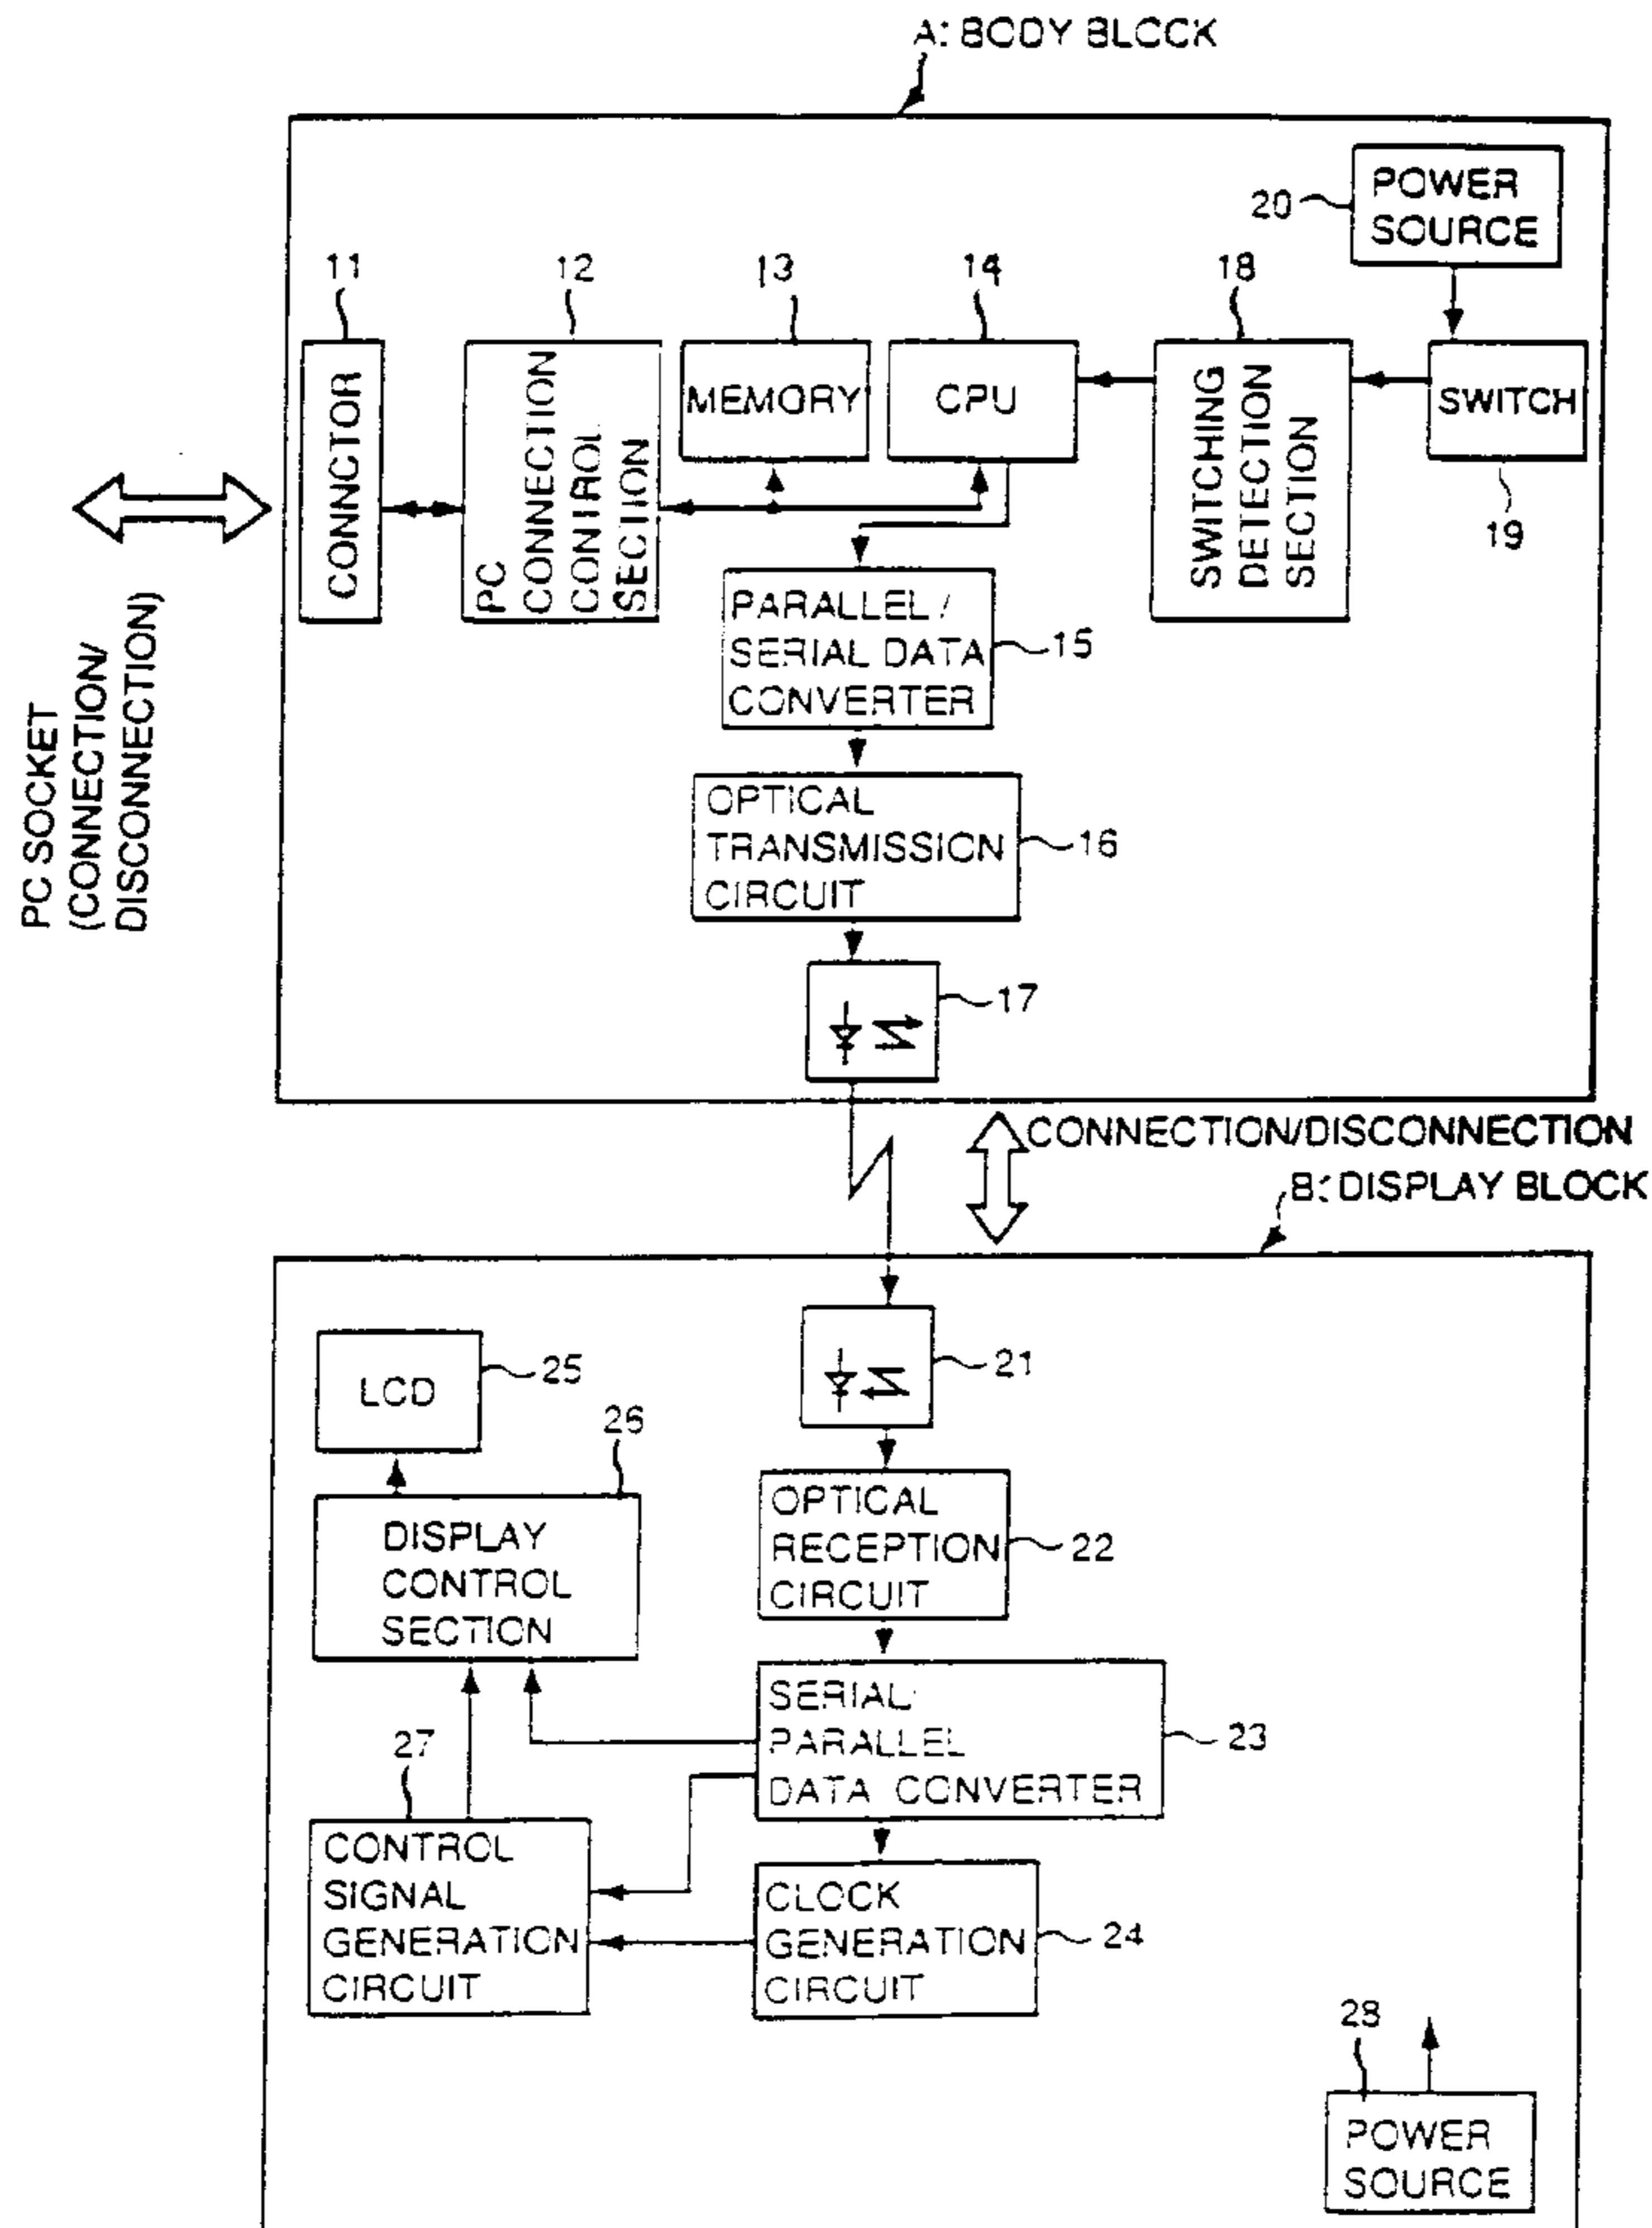 A: BODY BLOCK
POWER
SOURCE
20
11
12
13
14
18
CONNCTOR
PC
CONNECTION
CONTROL
SECTION
MEMORY
CPU
SWITCHING
DETECTION
SECTION
SWITCH
19
PC SOCKET
(CONNECTION/
DISCONNECTION)
PARALLEL/
SERIAL DATA
CONVERTER
15
OPTICAL
TRANSMISSION
CIRCUIT
16
17
CONNECTION/DISCONNECTION
B: DISPLAY BLOCK
21
LCD
25
26
DISPLAY
CONTROL
SECTION
OPTICAL
RECEPTION
CIRCUIT
22
SERIAL
PARALLEL
DATA CONVERTER
23
27
CONTROL
SIGNAL
GENERATION
CIRCUIT
CLOCK
GENERATION
CIRCUIT
24
28
POWER
SOURCE